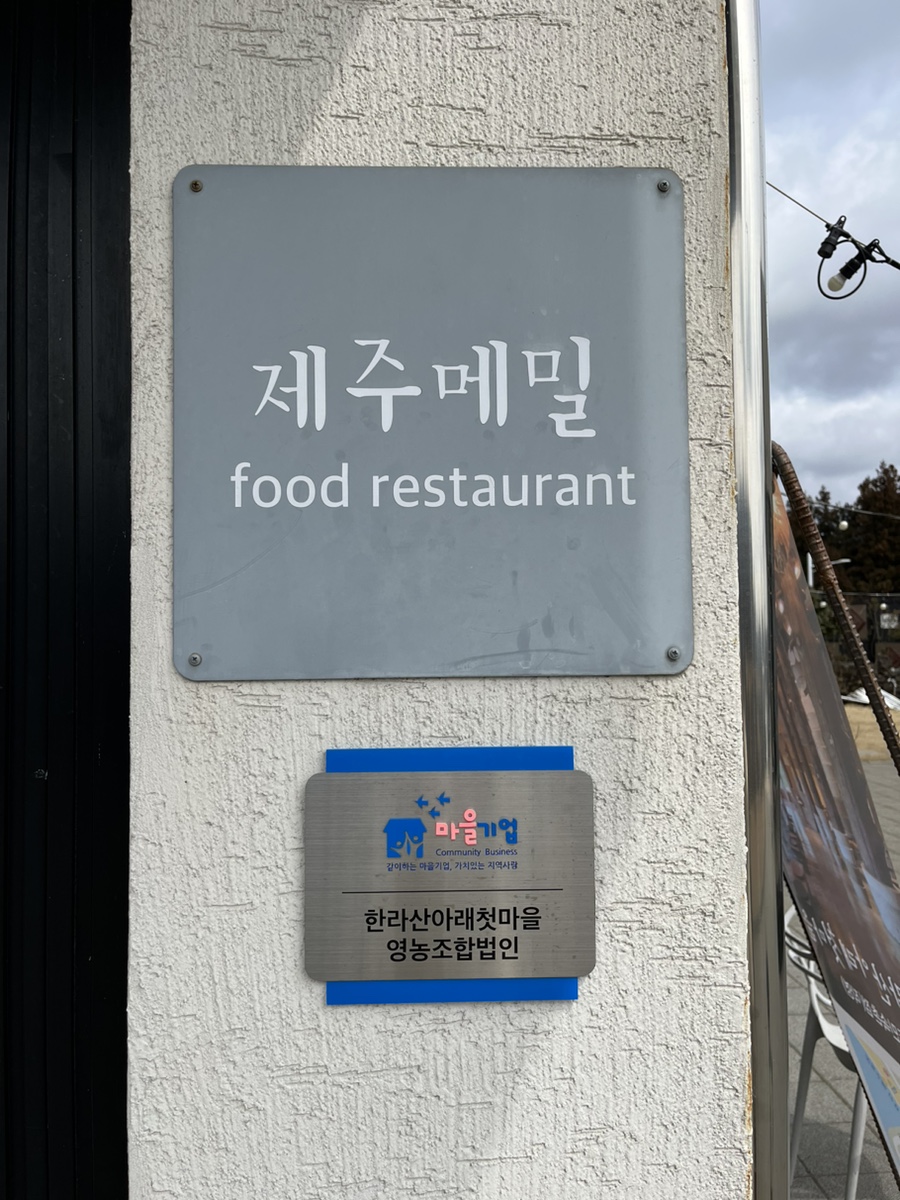 제주메밀
food restaurant
마을기업
Community Business
같이하는 마을기업, 가치있는 지역사람
한라산아래첫마을
영농조합법인